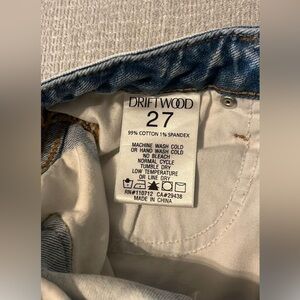 DRIFTWOOD
27
99% COTTON 1% SPANDEX
MACHINE WASH COLD
OR HAND WASH COLD
NO BLEACH
NORMAL CYCLE
TUMBLE DRY
LOW TEMPERATURE
OR LINE DRY
RN#110712 CA#29438
MADE IN CHINA